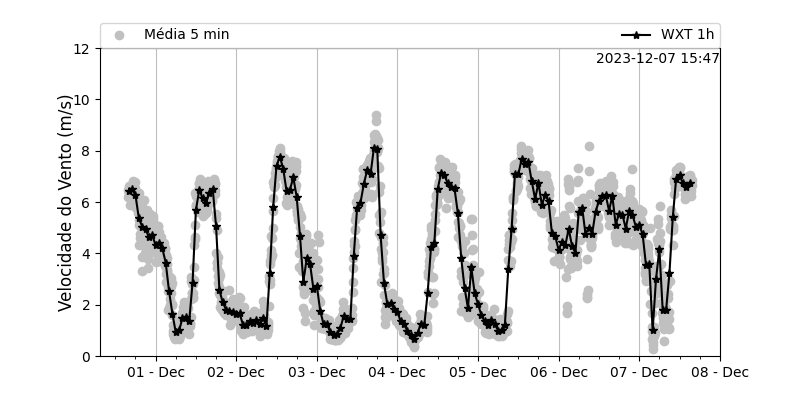 Média 5 min
WXT 1h
2023-12-07 15:47
Velocidade do Vento (m/s)
12
10
8
6
4
2
0
01 - Dec
02 - Dec
03 - Dec
04 - Dec
05 - Dec
06 - Dec
07 - Dec
08 - Dec